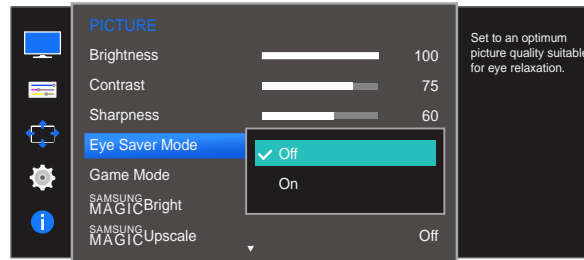 PICTURE
Brightness 100
Contrast 75
Sharpness 60
Eye Saver Mode
Off
On
Game Mode
SAMSUNG
MAGICBright
SAMSUNG
MAGICUpscale Off
Set to an optimum
picture quality suitable
for eye relaxation.